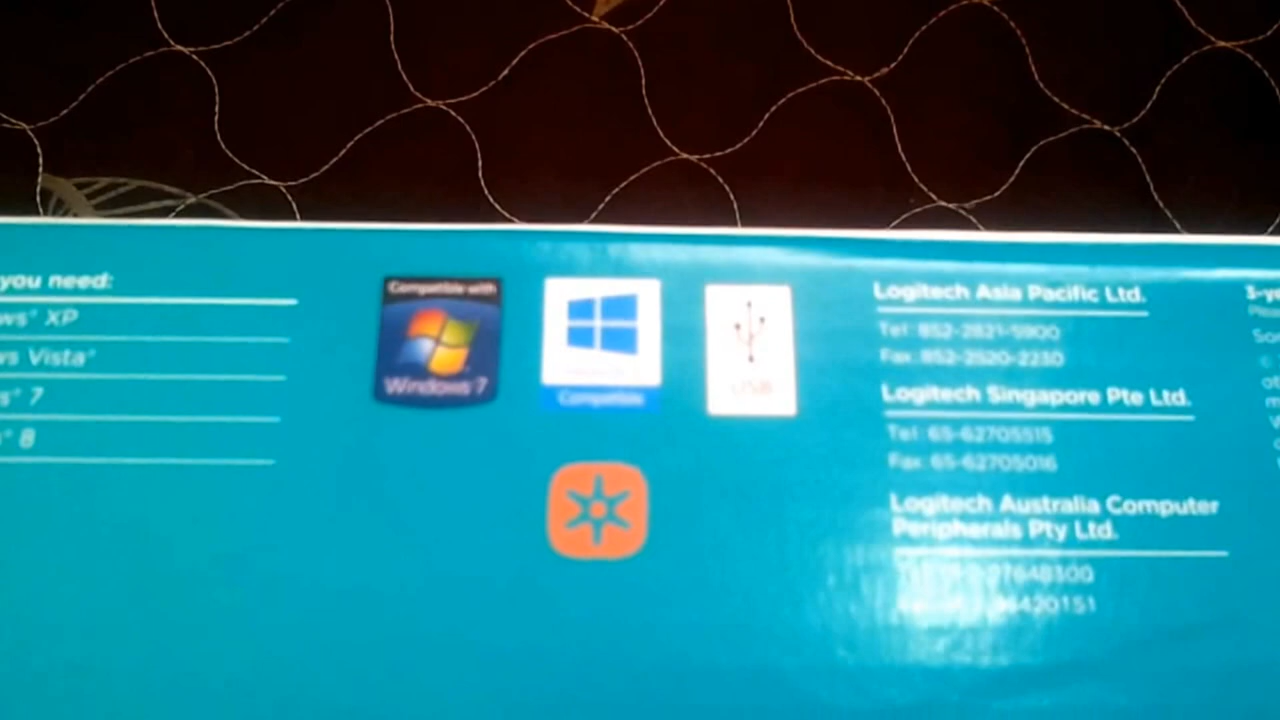 you need:
ws® XP
ws Vista®
s® 7
® 8
Compatible with
Windows 7
Compatible
USB
Logitech Asia Pacific Ltd.
Tel: 852-2821-5900
Fax: 852-2520-2230
Logitech Singapore Pte Ltd.
Tel: 65-62705515
Fax: 65-62705016
Logitech Australia Computer
Peripherals Pty Ltd.
3-y